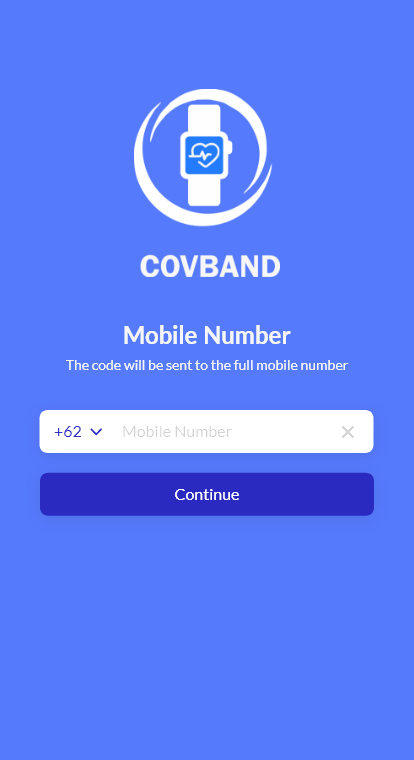 COVBAND
Mobile Number
The code will be sent to the full mobile number
+62 Mobile Number
Continue